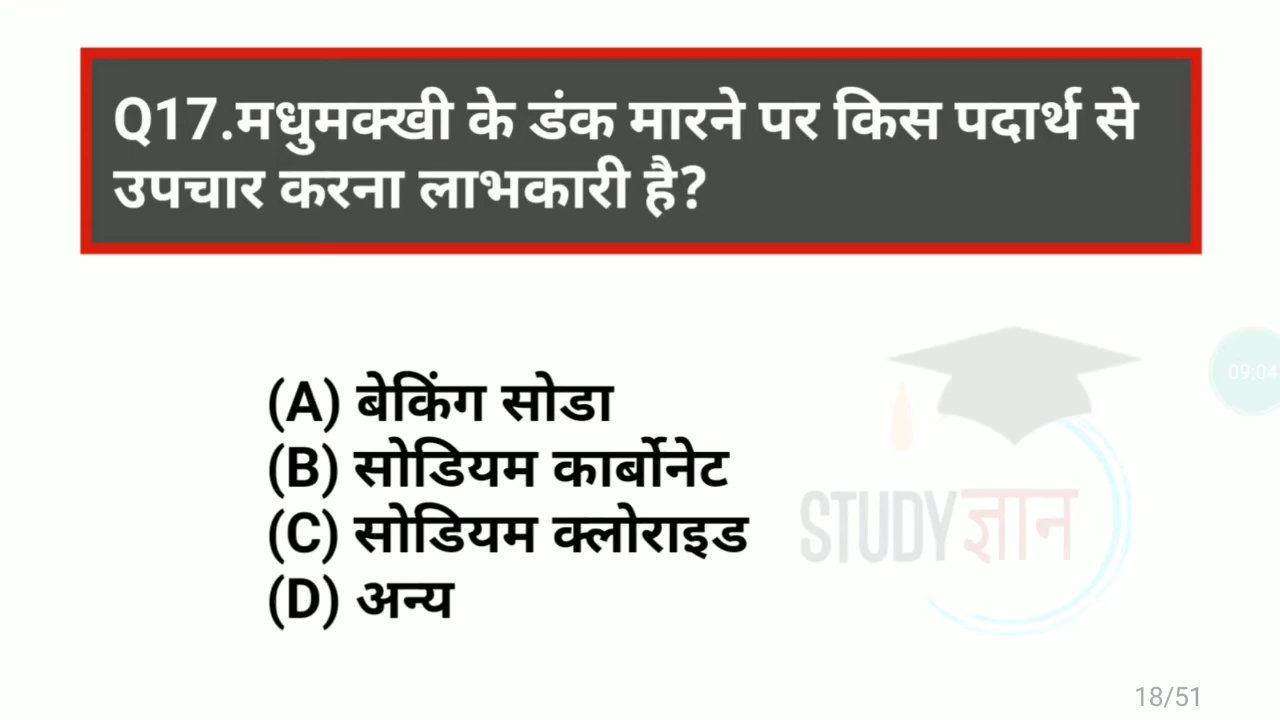 Q17.मधुमक्खी के डंक मारने पर किस पदार्थ से
उपचार करना लाभकारी है?
(A) बेकिंग सोडा
(B) सोडियम कार्बोनेट
(C) सोडियम क्लोराइड
(D) अन्य
09:04
STUDYज्ञान
18/51